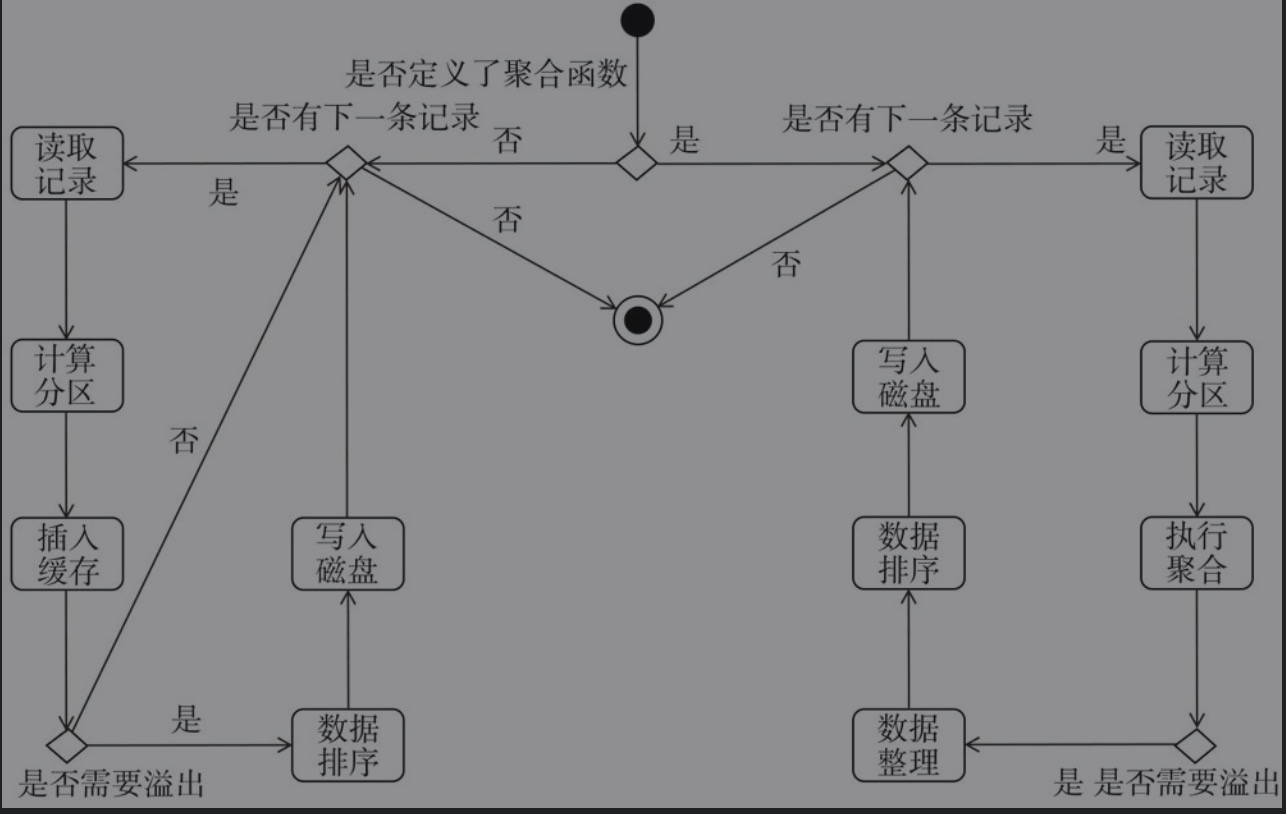 是否定义了聚合函数
是否有下一条记录
否
是
是否有下一条记录
是
读取
记录
是
读取
记录
否
否
计算
分区
写入
磁盘
计算
分区
否
插入
缓存
写入
磁盘
数据
排序
执行
聚合
是
数据
排序
数据
整理
是否需要溢出
是 是否需要溢出